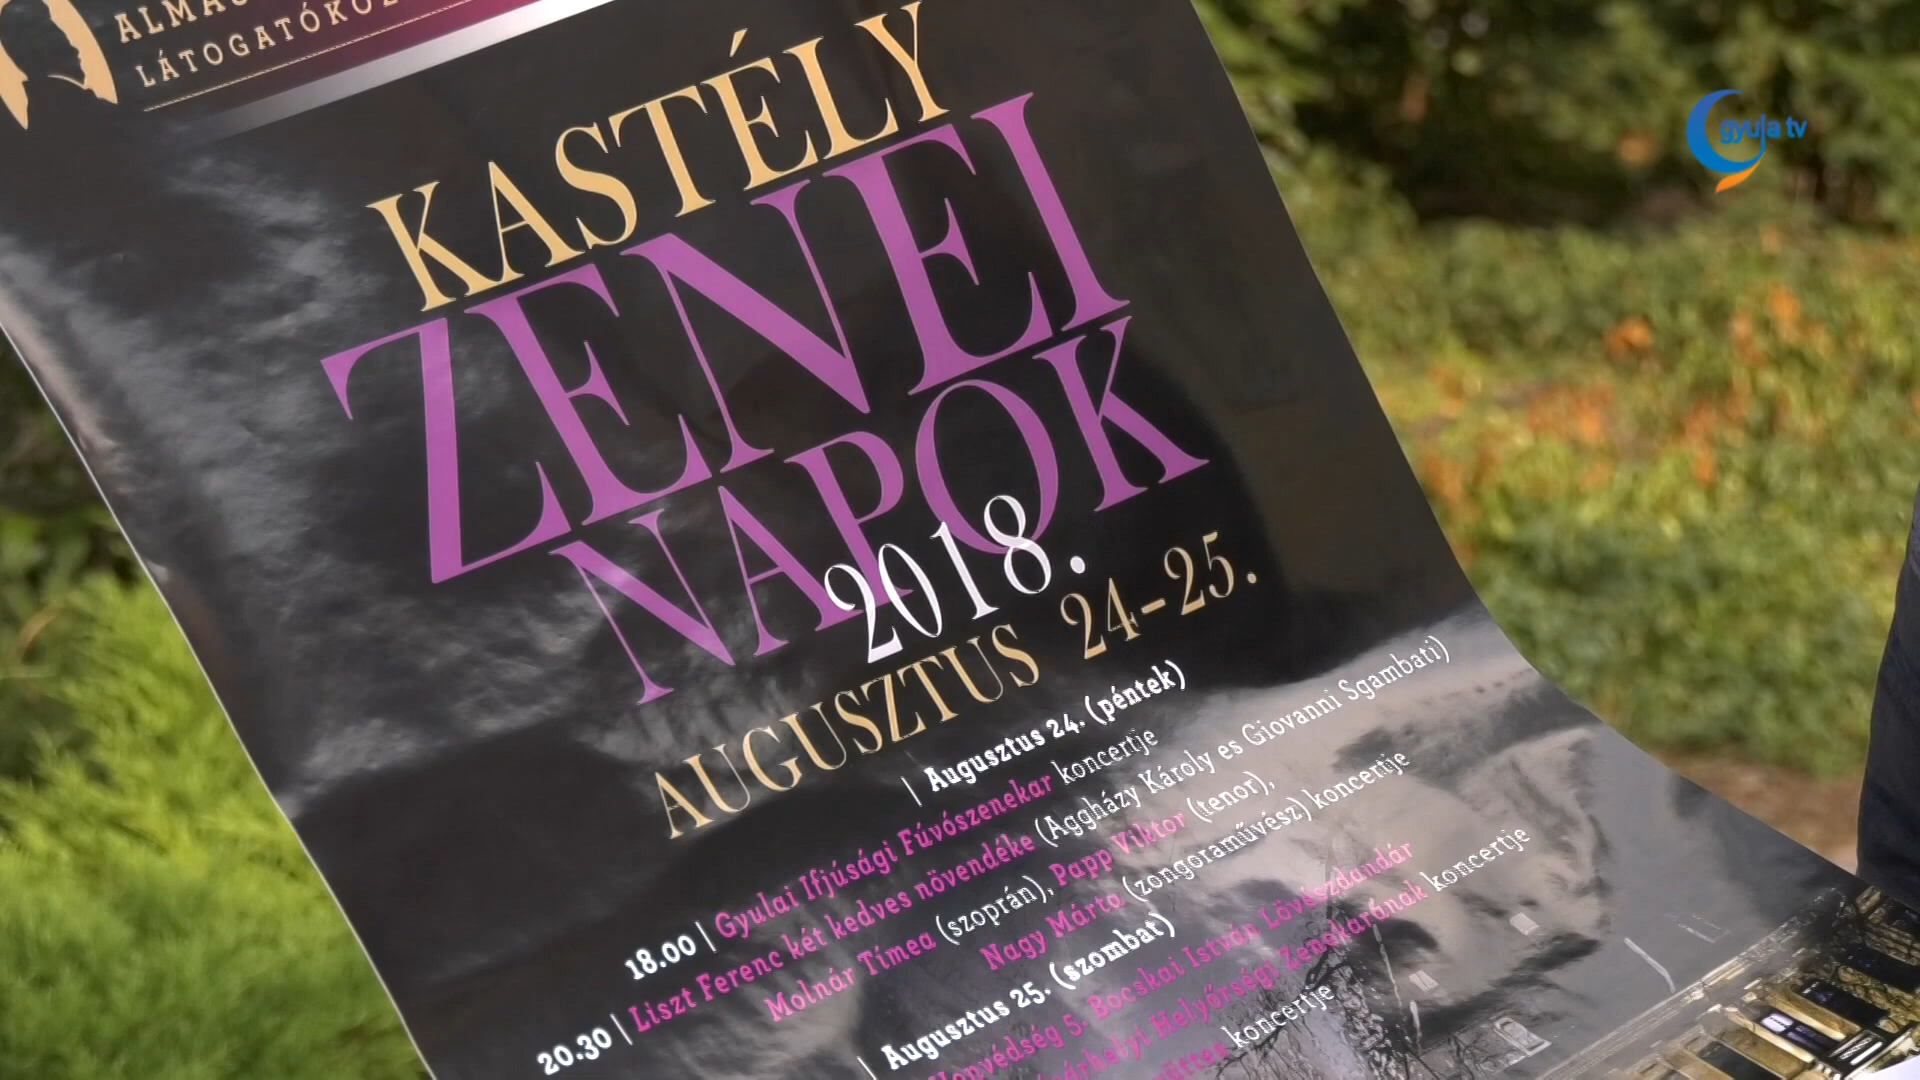 LÁTOGATÓKÖZ
gyula tv
KASTÉLY
ZENEI
NAPOK
2018.
AUGUSZTUS 24-25.
| Augusztus 24. (péntek)
18.00 | Gyulai Ifjúsági Fúvószenekar koncertje
20.30 | Liszt Ferenc két kedves növendéke (Aggházy Károly es Giovanni Sgambati)
Molnár Tímea (szoprán), Papp Viktor (tenor),
Nagy Márta (zongoraművész) koncertje
| Augusztus 25. (szombat)
Honvédség 5. Bocskai István Lövészdandár
Helyőrségi Zenekarának koncertje
koncertje